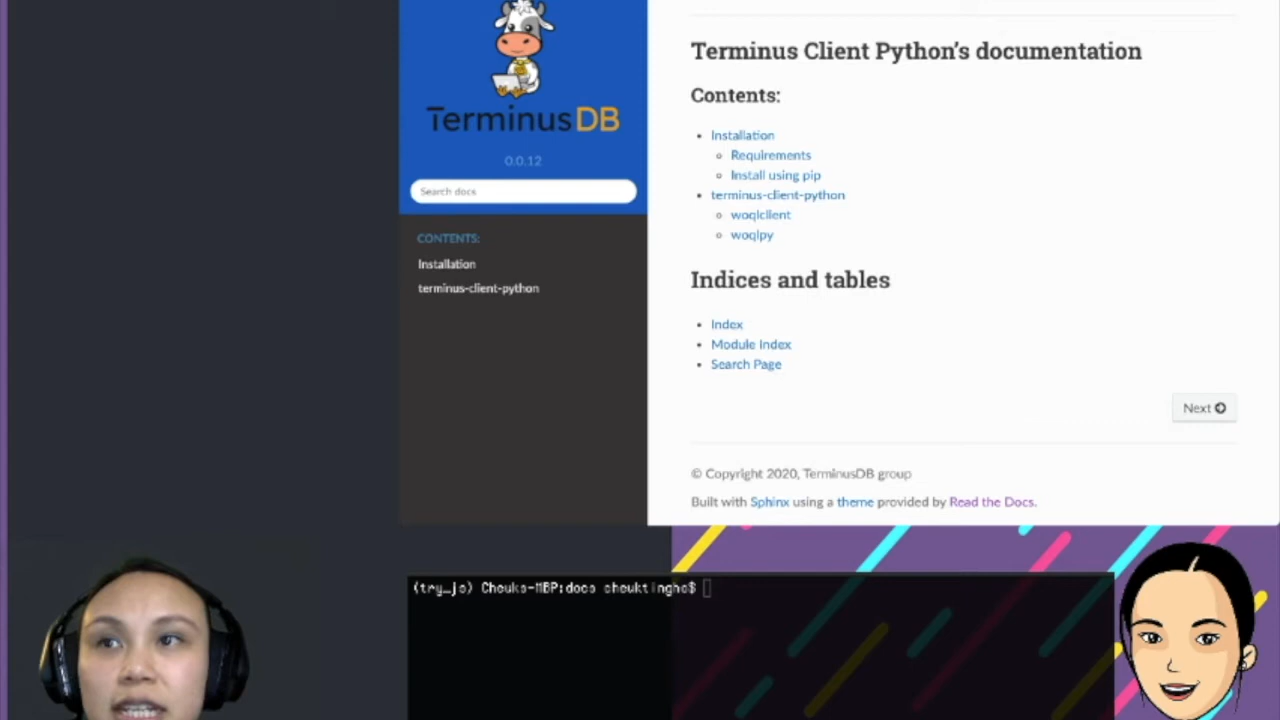 TerminusDB
0.0.12
Search docs
CONTENTS:
Installation
terminus-client-python
Terminus Client Python's documentation
Contents:
Installation
Requirements
Install using pip
terminus-client-python
woqlclient
woqlpy
Indices and tables
Index
Module Index
Search Page
Next
© Copyright 2020, TerminusDB group
Built with Sphinx using a theme provided by Read the Docs.
(try_js) Cheuks-MBP:docs cheuktingho$